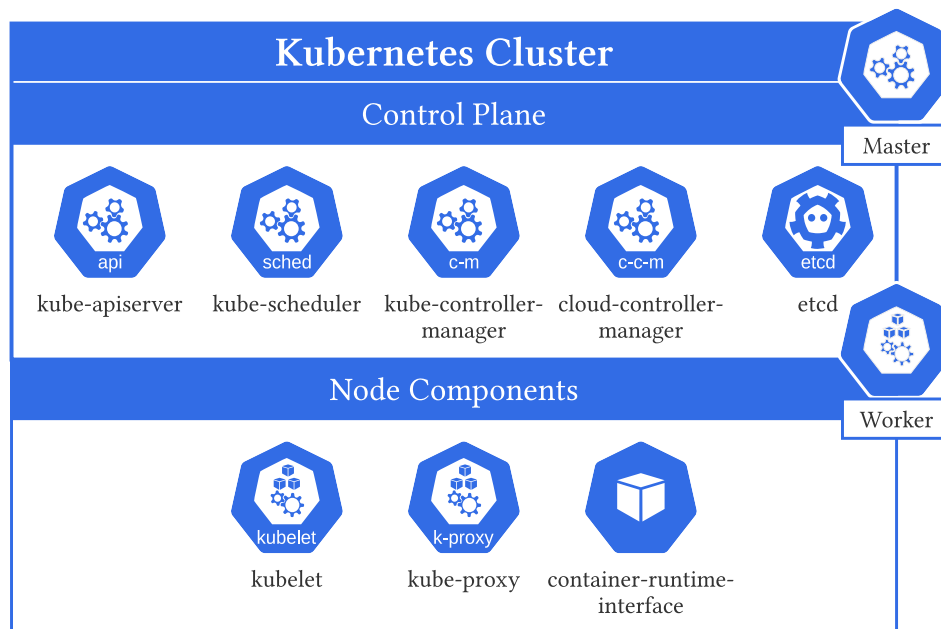 Kubernetes Cluster
Control Plane
Master
api
sched
c-m
c-c-m
etcd
kube-apiserver
kube-scheduler
kube-controller-
manager
cloud-controller-
manager
etcd
Node Components
Worker
kubelet
k-proxy
kubelet
kube-proxy
container-runtime-
interface